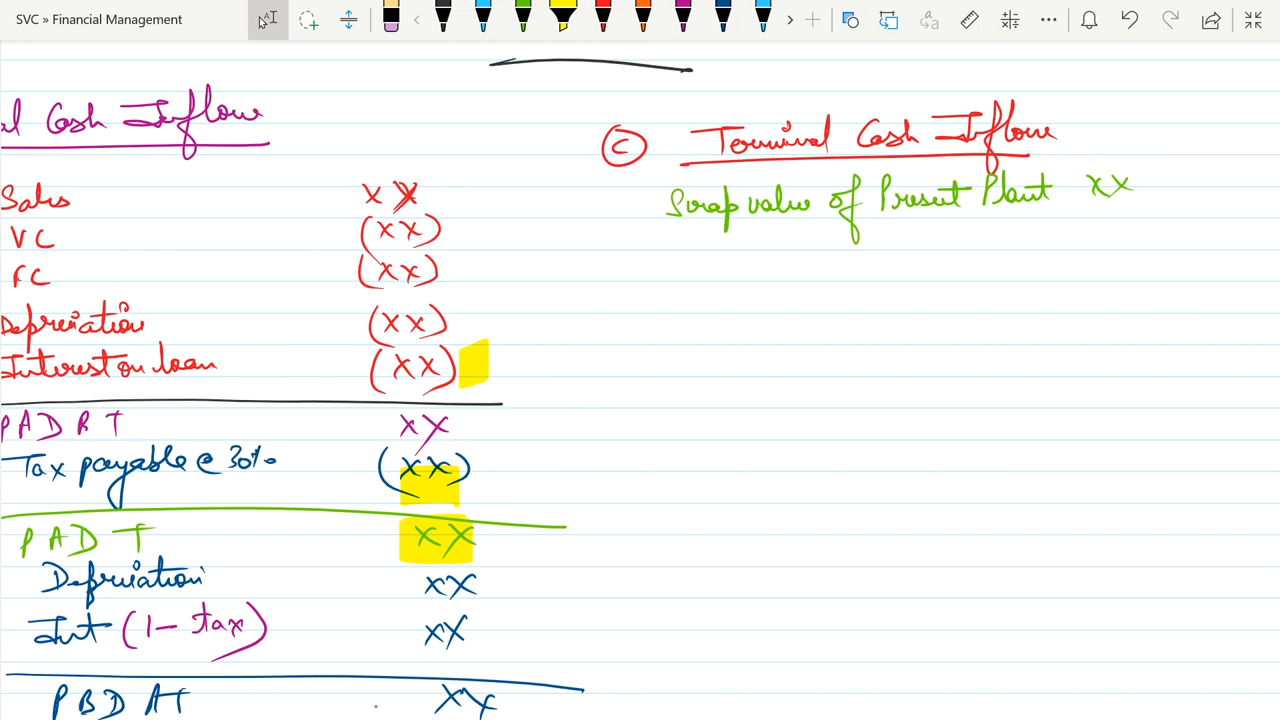 SVC » Financial Management
al Cash Inflow
Sales XX
VC (XX)
FC (XX)
Depreciation (XX)
Interest on loan (XX)
PADBT XX
Tax payable @ 30% (XX)
PADT XX
Depreciation XX
Int (1 - tax) XX
PBDAT XX
C Terminal Cash Inflow
Scrap value of Present Plant XX